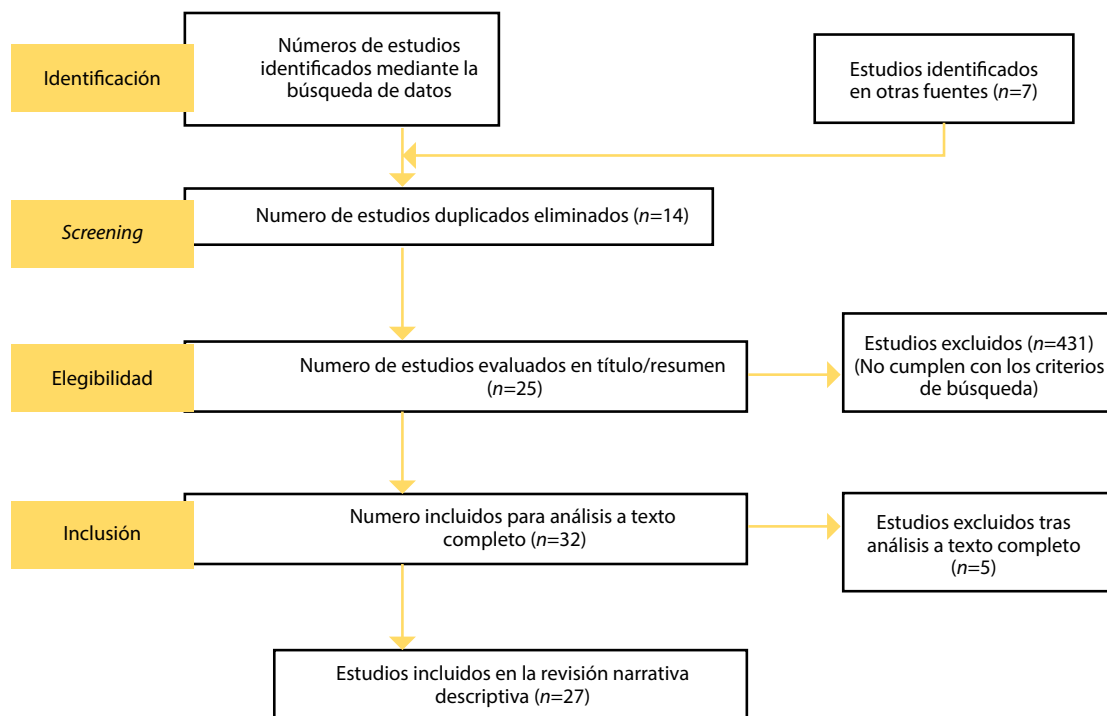 Identificación
Números de estudios
identificados mediante la
búsqueda de datos
Estudios identificados
en otras fuentes (n=7)
Screening
Numero de estudios duplicados eliminados (n=14)
Elegibilidad
Numero de estudios evaluados en título/resumen
(n=25)
Estudios excluidos (n=431)
(No cumplen con los criterios
de búsqueda)
Inclusión
Numero incluidos para análisis a texto
completo (n=32)
Estudios excluidos tras
análisis a texto completo
(n=5)
Estudios incluidos en la revisión narrativa
descriptiva (n=27)